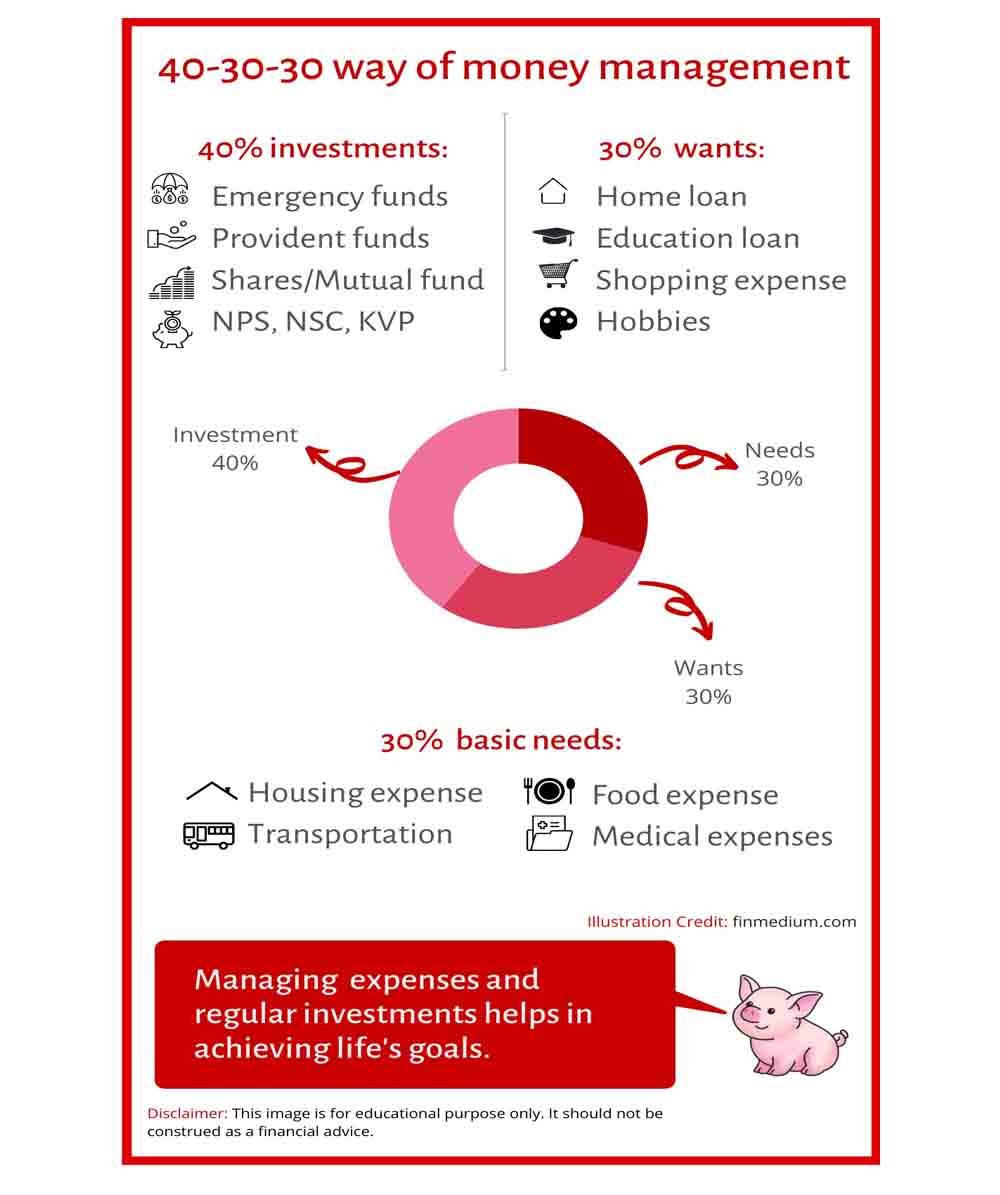 40-30-30 way of money management
40% investments:
Emergency funds
Provident funds
Shares/Mutual fund
NPS, NSC, KVP
30% wants:
Home loan
Education loan
Shopping expense
Hobbies
Investment
40%
Needs
30%
Wants
30%
30% basic needs:
Housing expense
Transportation
Food expense
Medical expenses
Illustration Credit: finmedium.com
Managing expenses and
regular investments helps in
achieving life's goals.
Disclaimer: This image is for educational purpose only. It should not be
construed as a financial advice.